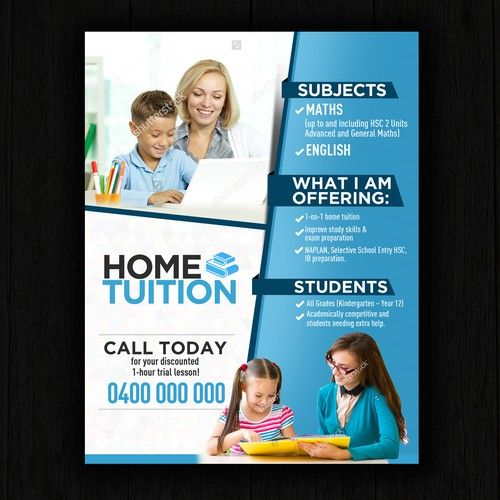 SUBJECTS
MATHS
(up to and including HSC 2 Units
Advanced and General Maths)
ENGLISH
WHAT I AM
OFFERING:
1-on-1 home tuition
Improve study skills &
exam preparation
NAPLAN, Selective School Entry HSC,
IB preparation.
HOME
TUITION
STUDENTS
All Grades (Kindergarten – Year 12)
Academically competitive and
students needing extra help.
CALL TODAY
for your discounted
1-hour trial lesson!
0400 000 000